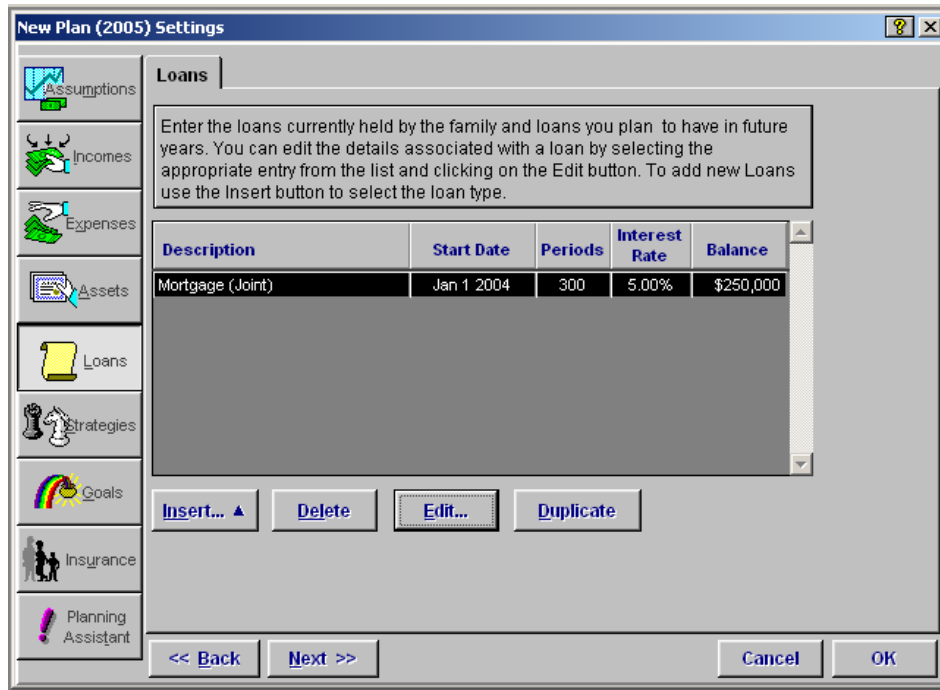 New Plan (2005) Settings
Assumptions
Incomes
Expenses
Assets
Loans
Strategies
Goals
Insurance
Planning
Assistant
Loans
Enter the loans currently held by the family and loans you plan to have in future
years. You can edit the details associated with a loan by selecting the
appropriate entry from the list and clicking on the Edit button. To add new Loans
use the Insert button to select the loan type.
Description Start Date Periods Interest Rate Balance
Mortgage (Joint) Jan 1 2004 300 5.00% $250,000
Insert... ▲ Delete Edit... Duplicate
<< Back Next >> Cancel OK